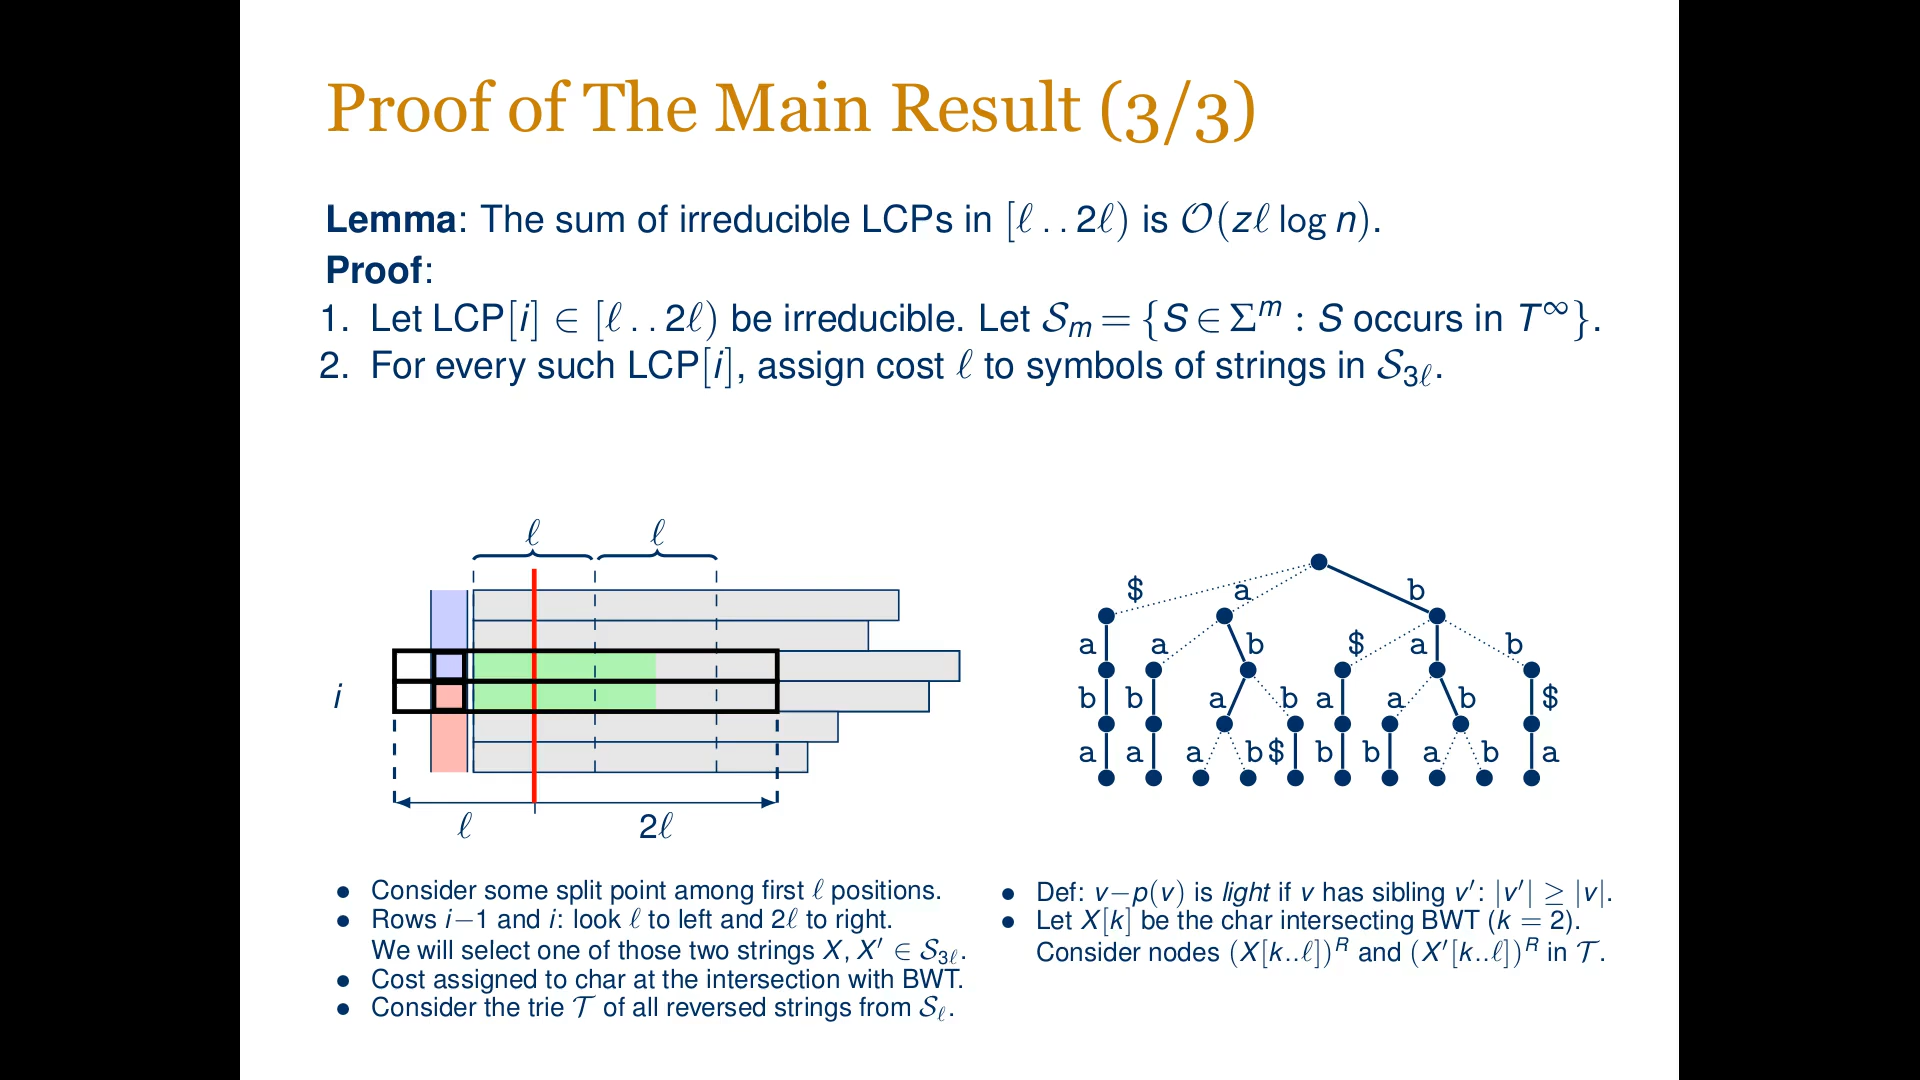 Proof of The Main Result (3/3)
Lemma: The sum of irreducible LCPs in [ℓ . . 2ℓ) is 𝒪(zℓ log n).
Proof:
1. Let LCP[i] ∈ [ℓ . . 2ℓ) be irreducible. Let 𝒮ₘ = {S ∈ Σᵐ : S occurs in T^∞}.
2. For every such LCP[i], assign cost ℓ to symbols of strings in 𝒮₃ℓ.
ℓ ℓ
i
ℓ 2ℓ
$ a b
a a b $ a b
b b a b a a b $
a a a b $ b b a b a
• Consider some split point among first ℓ positions.
• Rows i−1 and i: look ℓ to left and 2ℓ to right.
We will select one of those two strings X, X′ ∈ 𝒮₃ℓ.
• Cost assigned to char at the intersection with BWT.
• Consider the trie 𝒯 of all reversed strings from 𝒮ℓ.
• Def: v−p(v) is light if v has sibling v′: |v′| ≥ |v|.
• Let X[k] be the char intersecting BWT (k = 2).
Consider nodes (X[k..ℓ])ᴿ and (X′[k..ℓ])ᴿ in 𝒯.